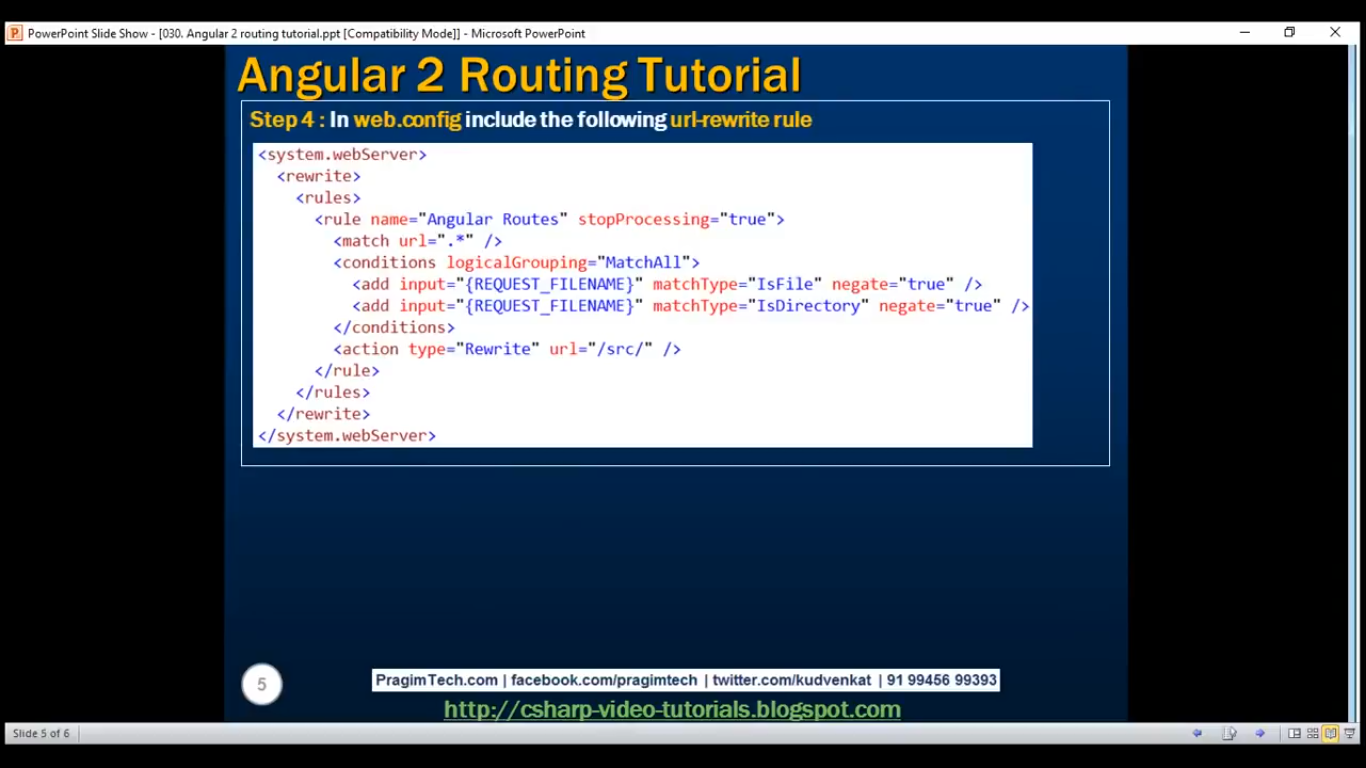 PowerPoint Slide Show - [030. Angular 2 routing tutorial.ppt [Compatibility Mode]] - Microsoft PowerPoint
Angular 2 Routing Tutorial
Step 4 : In web.config include the following url-rewrite rule
<system.webServer>
<rewrite>
<rules>
<rule name="Angular Routes" stopProcessing="true">
<match url=".*" />
<conditions logicalGrouping="MatchAll">
<add input="{REQUEST_FILENAME}" matchType="IsFile" negate="true" />
<add input="{REQUEST_FILENAME}" matchType="IsDirectory" negate="true" />
</conditions>
<action type="Rewrite" url="/src/" />
</rule>
</rules>
</rewrite>
</system.webServer>
5
PragimTech.com | facebook.com/pragimtech | twitter.com/kudvenkat | 91 99456 99393
http://csharp-video-tutorials.blogspot.com
Slide 5 of 6